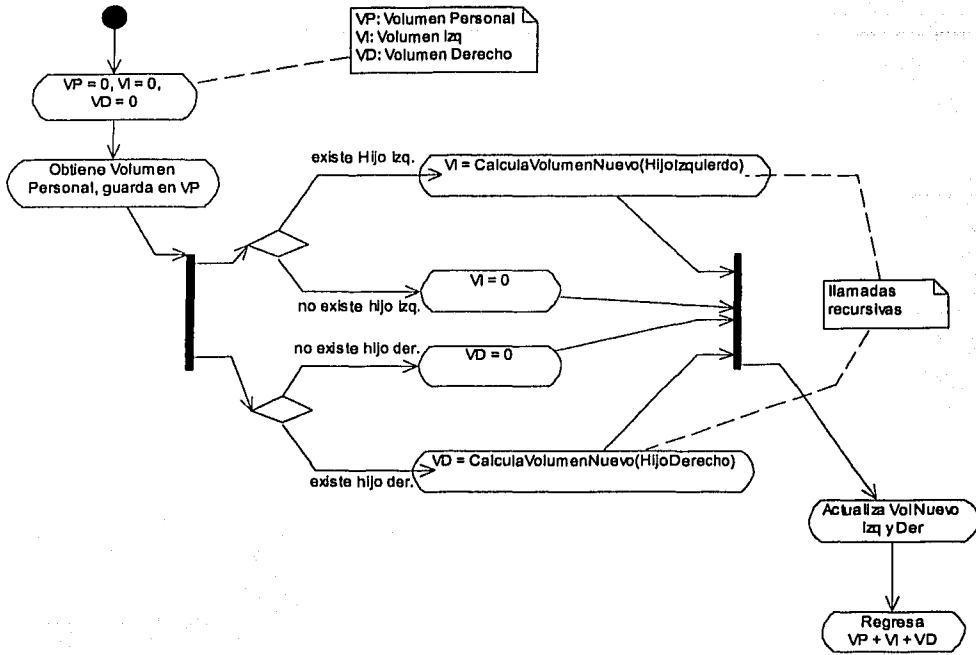 VP: Volumen Personal
VI: Volumen Izq
VD: Volumen Derecho
VP = 0, VI = 0,
VD = 0
Obtiene Volumen
Personal, guarda en VP
existe Hijo Izq.
VI = CalculaVolumenNuevo(HijoIzquierdo)
VI = 0
no existe hijo Izq.
llamadas
recursivas
no existe hijo der.
VD = 0
VD = CalculaVolumenNuevo(HijoDerecho)
existe hijo der.
Actualiza Vol Nuevo
Izq y Der
Regresa
VP + VI + VD